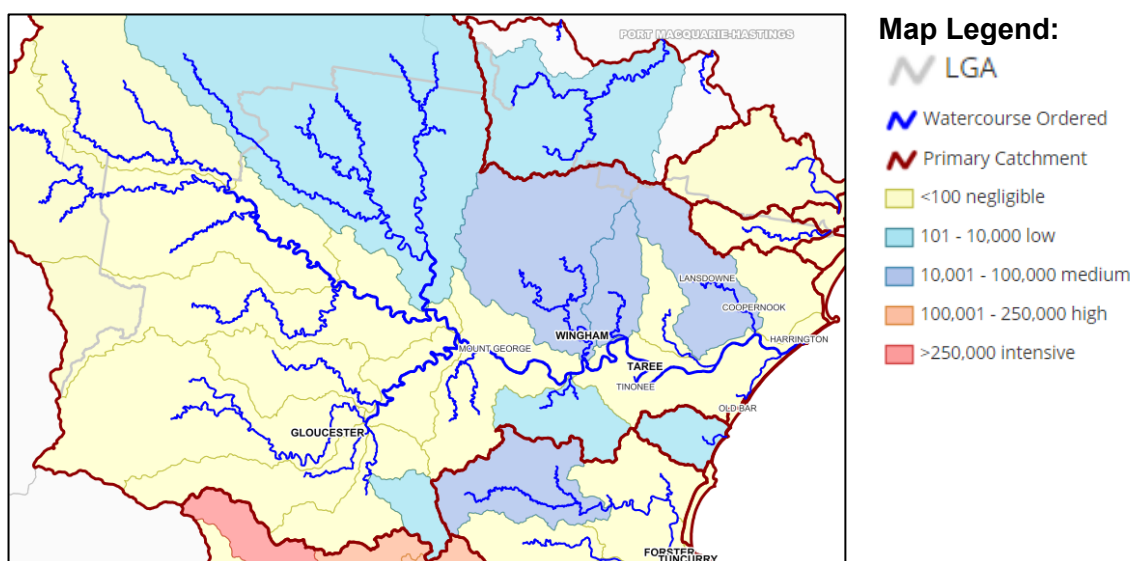 PORT MACQUARIE-HASTINGS
LANSDOWNE
COOPERNOOK
WINGHAM
HARRINGTON
MOUNT GEORGE
TAREE
TINONEE
OLD BAR
GLOUCESTER
FORSTER-
TUNCURRY
Map Legend:
LGA
Watercourse Ordered
Primary Catchment
<100 negligible
101 - 10,000 low
10,001 - 100,000 medium
100,001 - 250,000 high
>250,000 intensive